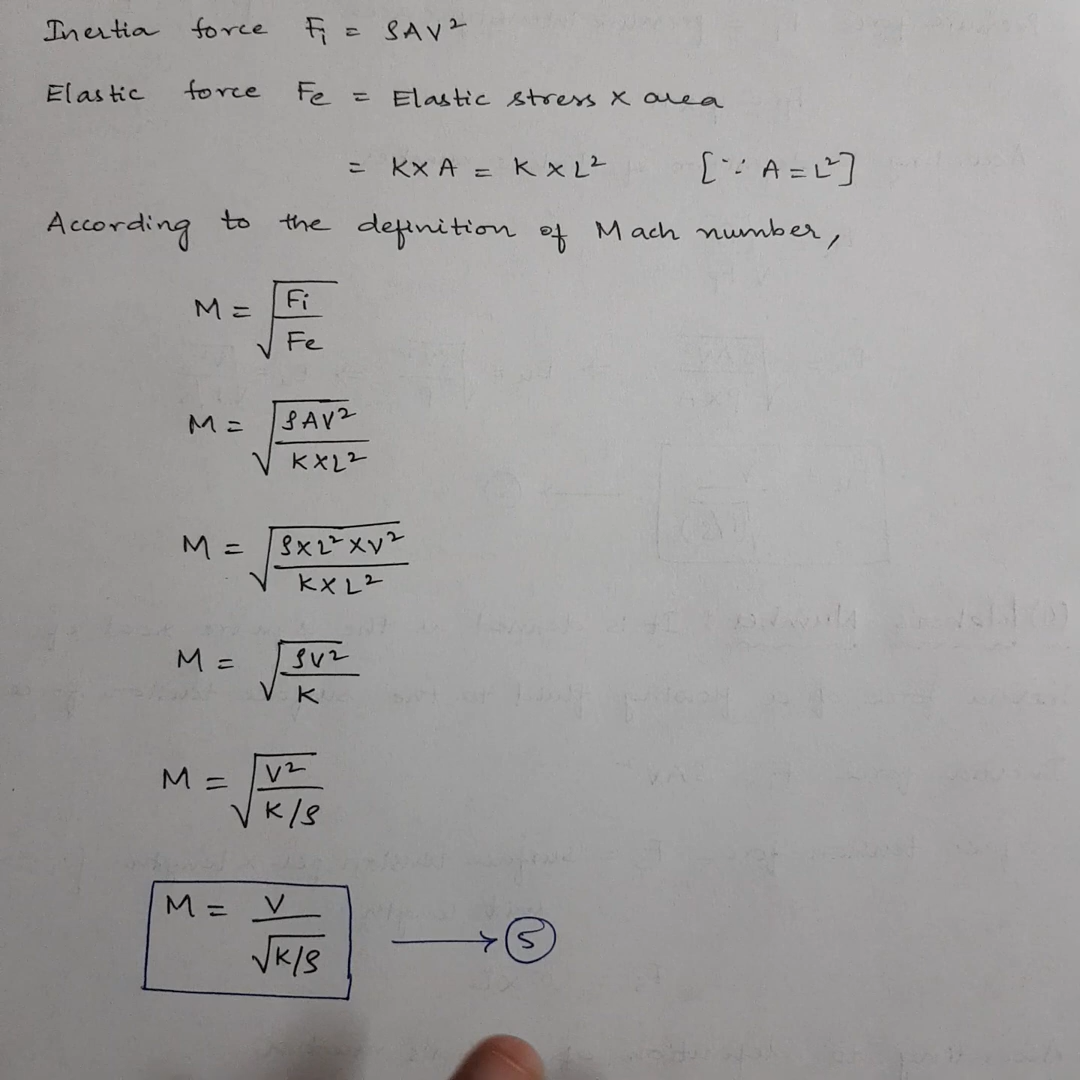 Inertia force Fi = ρAV²
Elastic force Fe = Elastic stress × area
= K×A = K×L² [∵ A=L²]
According to the definition of Mach number,
M = √(Fi/Fe)
M = √(ρAV²/K×L²)
M = √(ρ×L²×V²/K×L²)
M = √(ρV²/K)
M = √(V²/K/ρ)
M = V/√K/ρ → 5